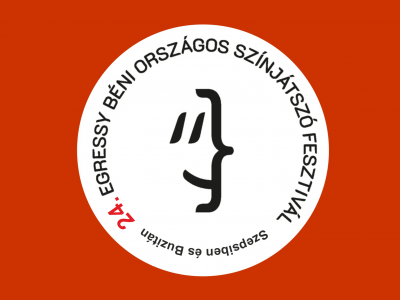 24. EGRESSY BÉNI ORSZÁGOS SZÍNJÁTSZÓ FESZTIVÁL
Szepsiben és Buzitán